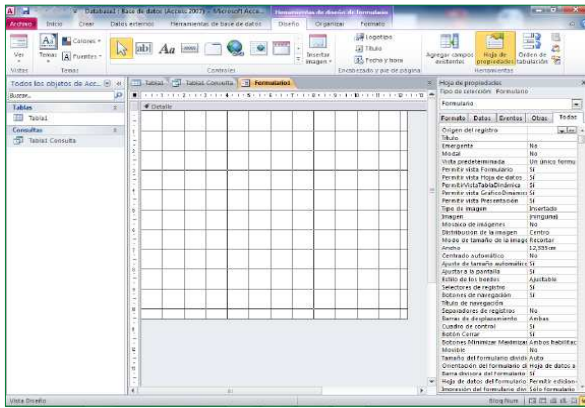 Database1 : Base de datos (Access 2007) - Microsoft Acce...
Herramientas de diseño de formulario
Archivo Inicio Crear Datos externos Herramientas de base de datos Diseño Organizar Formato
Ver
Temas
Colores
Fuentes
Aa
Insertar imagen
Logotipo
Título
Fecha y hora
Agregar campos existentes
Hoja de propiedades
Orden de tabulación
Vistas Temas Controles Encabezado y pie de página Herramientas
Todos los objetos de Acc...
Buscar...
Tablas
Tabla1
Consultas
Tabla1 Consulta
Tabla1 Tabla1 Consulta Formulario1
Detalle
Hoja de propiedades
Tipo de selección: Formulario
Formulario
Formato Datos Eventos Otras Todas
Origen del registro
Título
Emergente No
Modal No
Vista predeterminada Un único formu
Permitir vista Formulario Sí
Permitir vista Hoja de datos Sí
PermitirVistaTablaDinámica Sí
Permitir vista GráficoDinámico Sí
Permitir vista Presentación Sí
Tipo de imagen Insertado
Imagen (ninguna)
Mosaico de imágenes No
Distribución de la imagen Centro
Modo de tamaño de la image Recortar
Ancho 12,555cm
Centrado automático No
Ajuste de tamaño automático Sí
Ajustar a la pantalla Sí
Estilo de los bordes Ajustable
Selectores de registro Sí
Botones de navegación Sí
Título de navegación
Separadores de registros No
Barras de desplazamiento Ambas
Cuadro de control Sí
Botón Cerrar Sí
Botones Minimizar Maximizar Ambos habilitac
Movible No
Tamaño del formulario dividi Auto
Orientación del formulario di Hoja de datos a
Barra divisora del formulario Sí
Hoja de datos del formulario Permitir edicion
Impresión del formulario divi Sólo formulario
Vista Diseño
Bloq Num